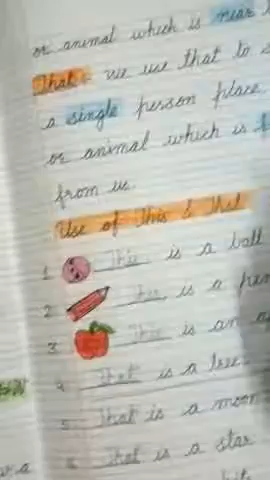 or animal which is near
That - we use that to
a single person place
or animal which is
from us.
Use of This & That
1. This is a ball
2. This is a
3. This is an
4. That is a tree
5. That is a moon
6. That is a star